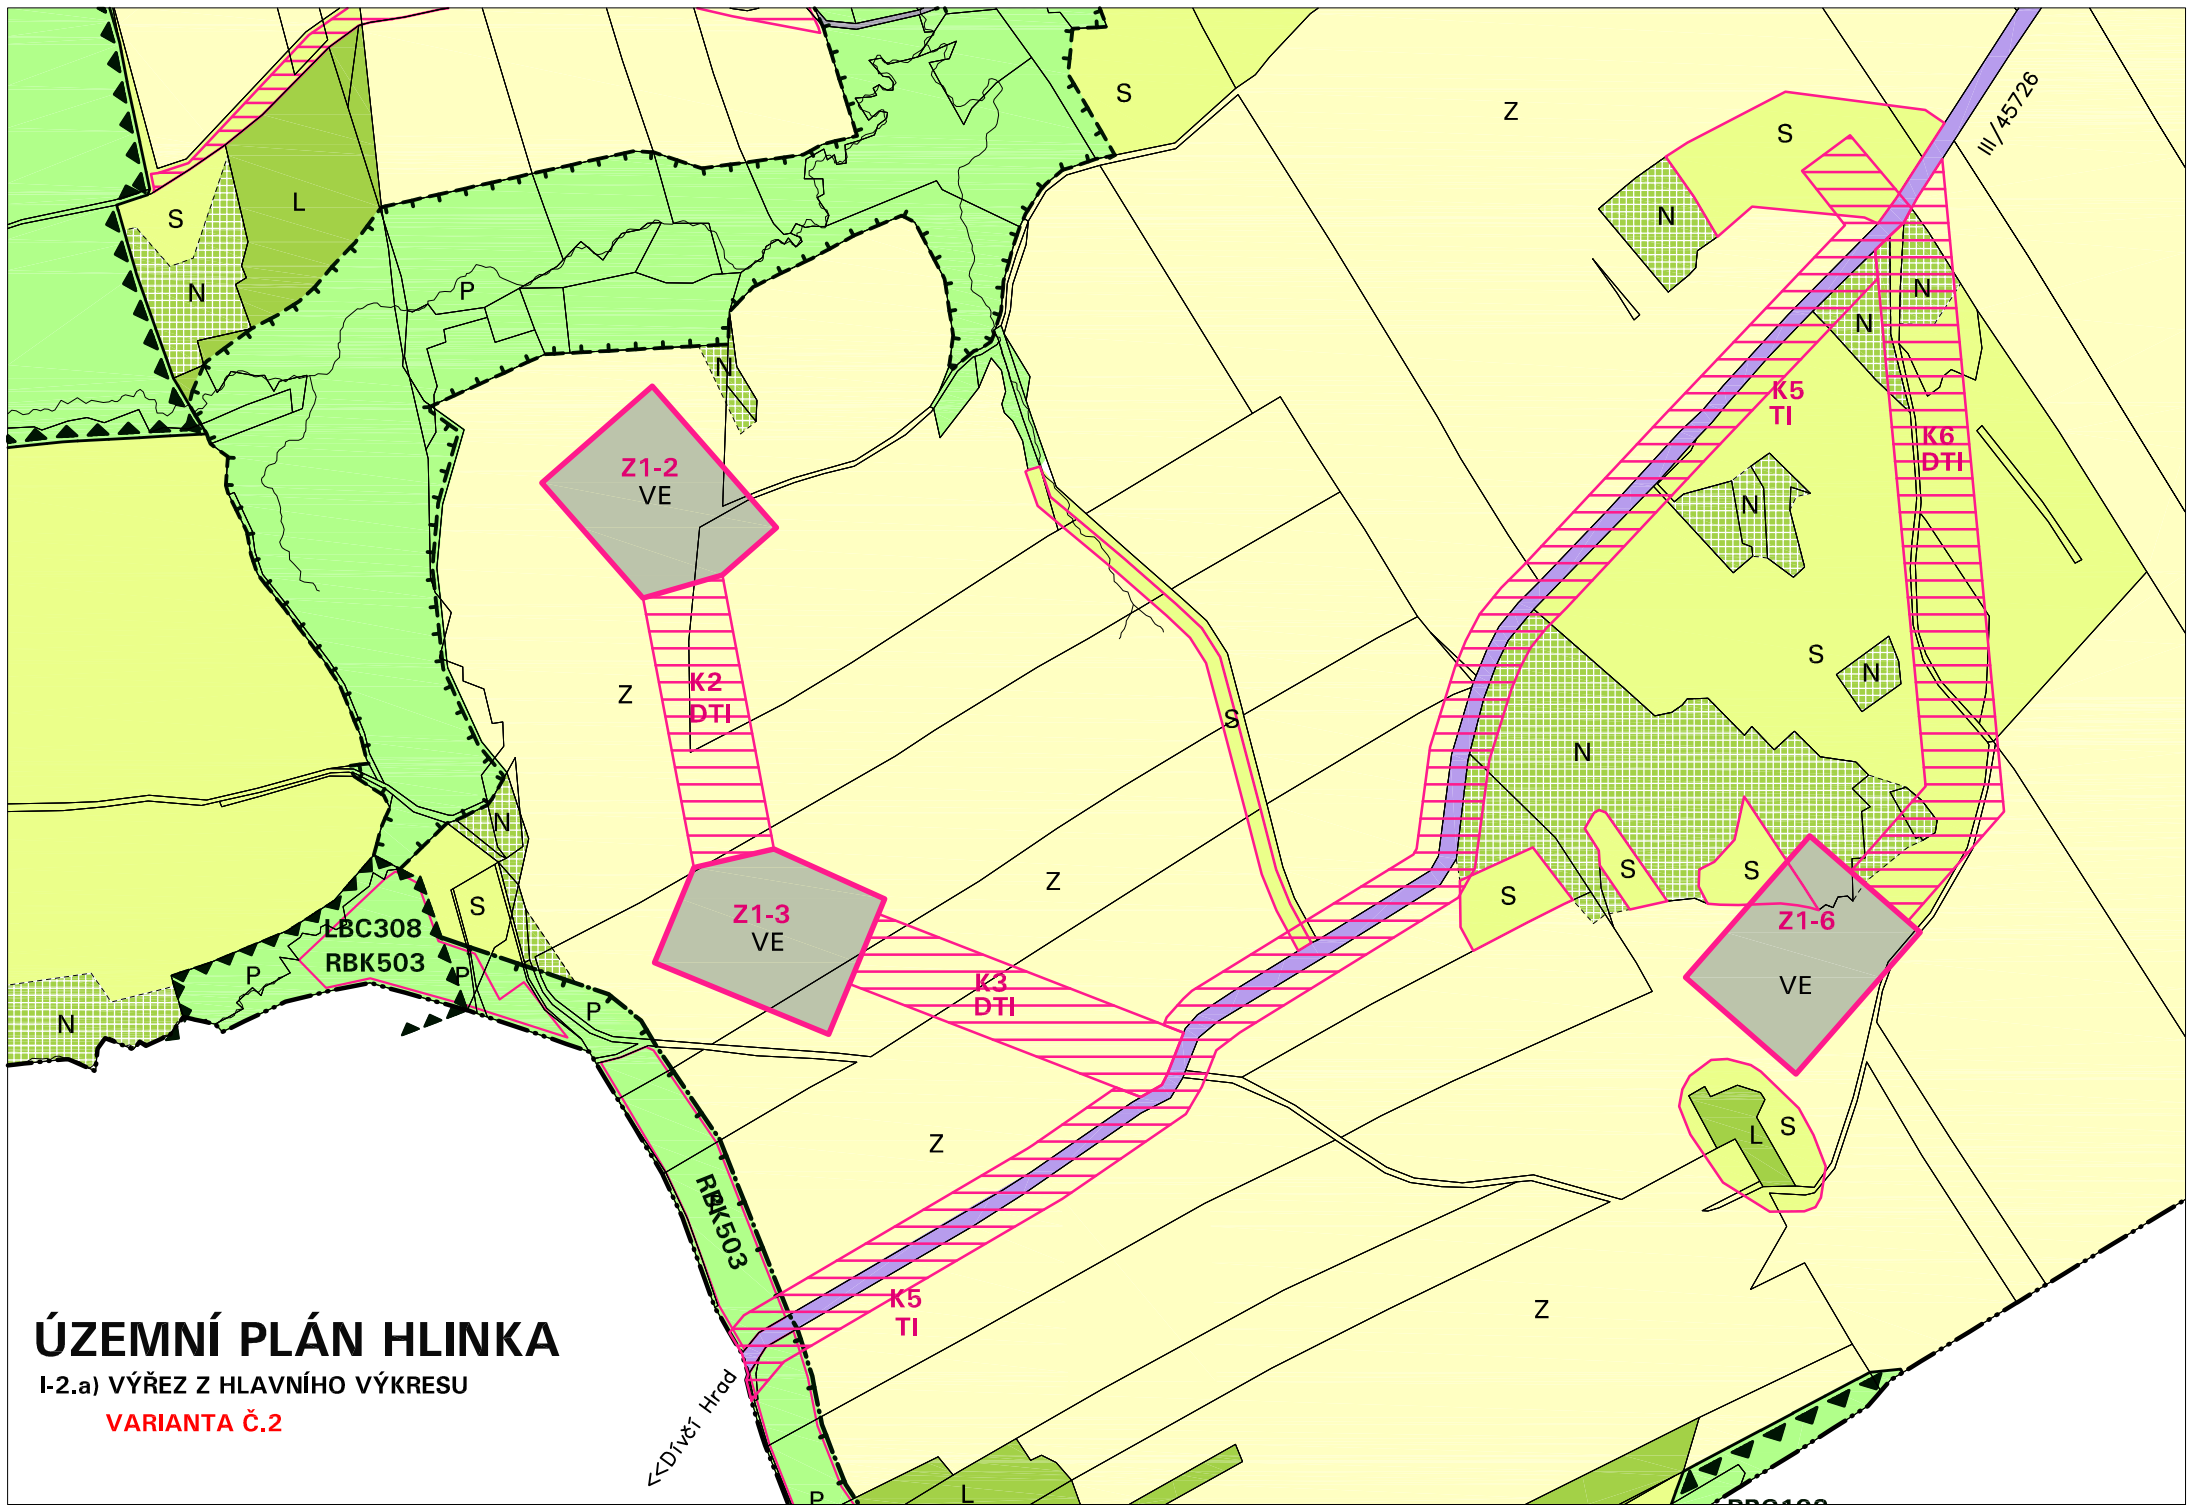 S
Z
S
III/45726
N
L
S
N
P
N
N
N
K5
TI
K6
DTI
Z1-2
VE
N
S
N
K2
DTI
Z
S
N
N
S
S
S
Z
S
Z1-3
VE
Z1-6
VE
LBC308
RBK503
P
P
N
P
K3
DTI
S
L
Z
RBK503
K5
TI
Z
ÚZEMNÍ PLÁN HLINKA
I-2.a) VÝŘEZ Z HLAVNÍHO VÝKRESU
VARIANTA Č.2
<<Dívčí Hrad
P
L